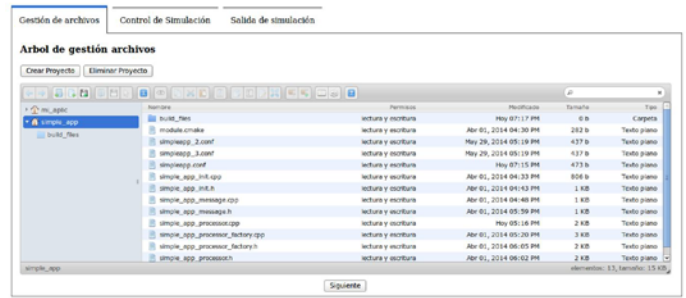 Gestión de archivos Control de Simulación Salida de simulación
Arbol de gestión archivos
Crear Proyecto Eliminar Proyecto
Nombre Permisos Modificado Tamaño Tipo
simple_app
build_files
build_files lectura y escritura Hoy 07:17 PM 0 b Carpeta
module.cmake lectura y escritura Abr 01, 2014 04:30 PM 282 b Texto plano
simpleapp_2.conf lectura y escritura May 29, 2014 05:19 PM 437 b Texto plano
simpleapp_3.conf lectura y escritura May 29, 2014 05:19 PM 437 b Texto plano
simpleapp.conf lectura y escritura Hoy 07:15 PM 473 b Texto plano
simple_app_init.cpp lectura y escritura Abr 01, 2014 04:33 PM 806 b Texto plano
simple_app_init.h lectura y escritura Abr 01, 2014 04:43 PM 1 KB Texto plano
simple_app_message.cpp lectura y escritura Abr 01, 2014 04:48 PM 1 KB Texto plano
simple_app_message.h lectura y escritura Abr 01, 2014 05:59 PM 1 KB Texto plano
simple_app_processor.cpp lectura y escritura Hoy 05:16 PM 2 KB Texto plano
simple_app_processor_factory.cpp lectura y escritura Abr 01, 2014 05:20 PM 3 KB Texto plano
simple_app_processor_factory.h lectura y escritura Abr 01, 2014 06:05 PM 2 KB Texto plano
simple_app_processor.h lectura y escritura Abr 01, 2014 06:02 PM 2 KB Texto plano
simple_app elementos: 13, tamaño: 15 KB
Siguiente